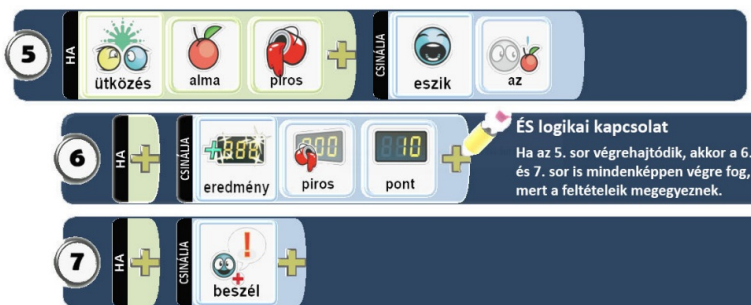 5
HA
ütközés
alma
piros
CSINÁLJA
eszik
az
6
HA
CSINÁLJA
eredmény
piros
10
pont
ÉS logikai kapcsolat
Ha az 5. sor végrehajtódik, akkor a 6.
és 7. sor is mindenképpen végre fog,
mert a feltételeik megegyeznek.
7
HA
CSINÁLJA
beszél